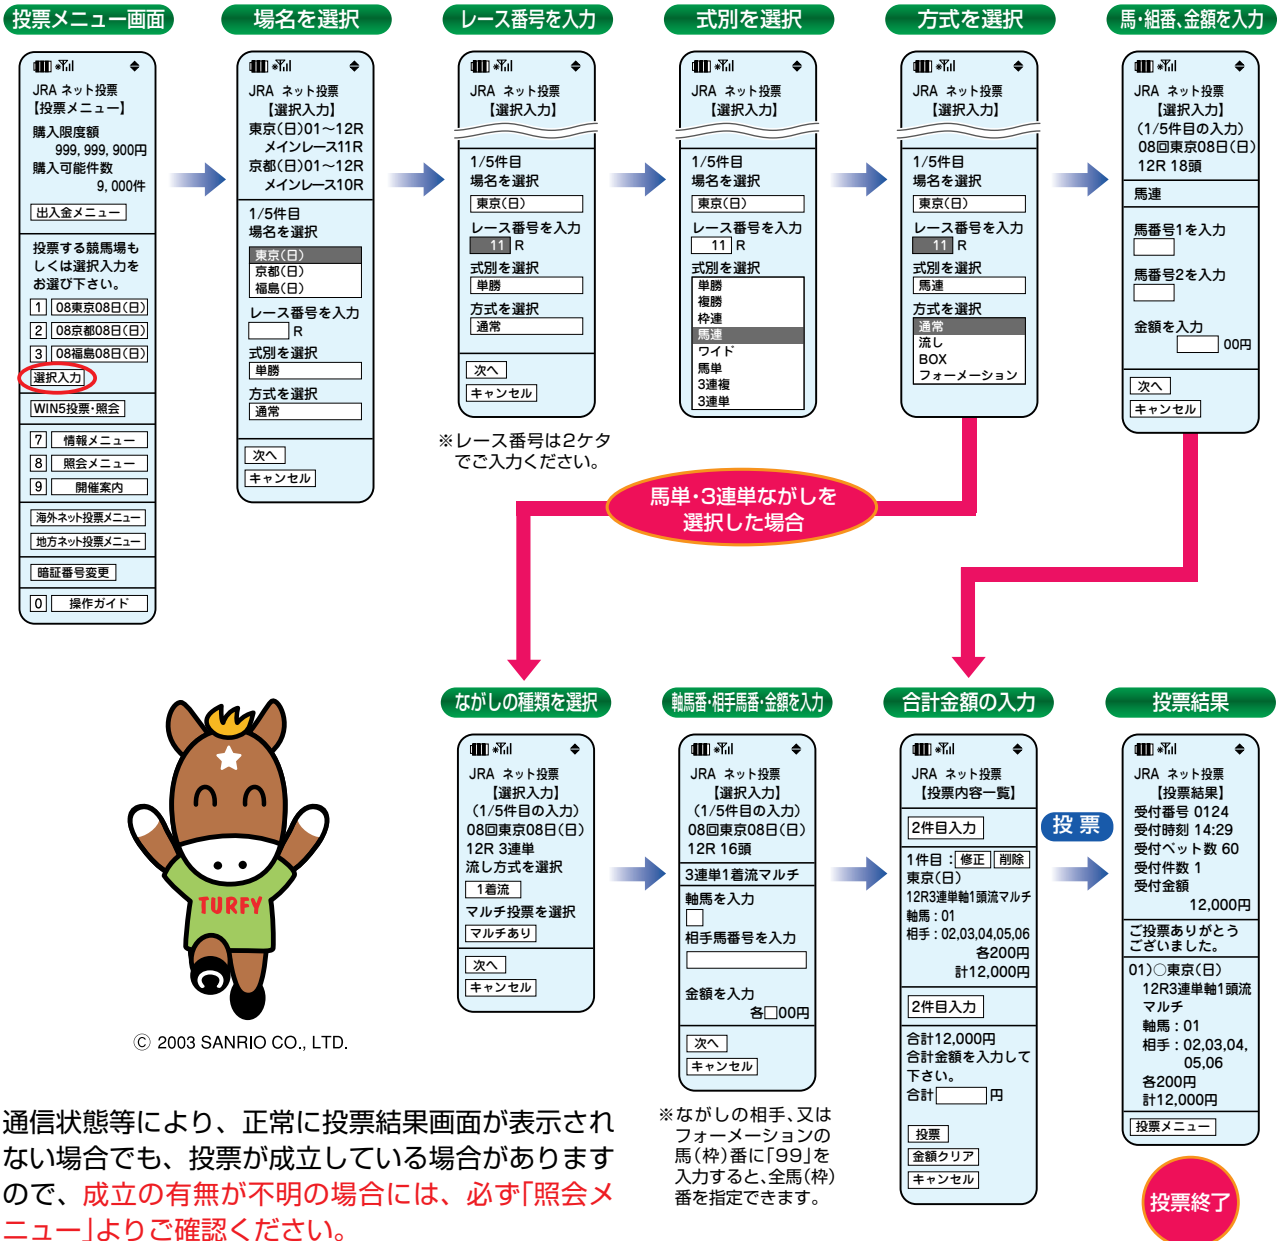 投票メニュー画面
JRA ネット投票
【投票メニュー】
購入限度額
999,999,900円
購入可能件数
9,000件
出入金メニュー
投票する競馬場も
しくは選択入力を
お選び下さい。
1 08東京08日(日)
2 08京都08日(日)
3 08福島08日(日)
選択入力
WIN5投票・照会
7 情報メニュー
8 照会メニュー
9 開催案内
海外ネット投票メニュー
地方ネット投票メニュー
暗証番号変更
0 操作ガイド
場名を選択
JRA ネット投票
【選択入力】
東京(日)01～12R
メインレース11R
京都(日)01～12R
メインレース10R
1/5件目
場名を選択
東京(日)
京都(日)
福島(日)
レース番号を入力
R
式別を選択
単勝
方式を選択
通常
次へ
キャンセル
レース番号を入力
JRA ネット投票
【選択入力】
1/5件目
場名を選択
東京(日)
レース番号を入力
11 R
式別を選択
単勝
方式を選択
通常
次へ
キャンセル
※レース番号は2ケタ
でご入力ください。
式別を選択
JRA ネット投票
【選択入力】
1/5件目
場名を選択
東京(日)
レース番号を入力
11 R
式別を選択
単勝
複勝
枠連
馬連
ワイド
馬単
3連複
3連単
方式を選択
JRA ネット投票
【選択入力】
1/5件目
場名を選択
東京(日)
レース番号を入力
11 R
式別を選択
馬連
方式を選択
通常
流し
BOX
フォーメーション
馬・組番、金額を入力
JRA ネット投票
【選択入力】
(1/5件目の入力)
08回東京08日(日)
12R 18頭
馬連
馬番号1を入力
馬番号2を入力
金額を入力
00円
次へ
キャンセル
馬単・3連単ながしを
選択した場合
ながしの種類を選択
JRA ネット投票
【選択入力】
(1/5件目の入力)
08回東京08日(日)
12R 3連単
流し方式を選択
1着流
マルチ投票を選択
マルチあり
次へ
キャンセル
軸馬番・相手馬番・金額を入力
JRA ネット投票
【選択入力】
(1/5件目の入力)
08回東京08日(日)
12R 16頭
3連単1着流マルチ
軸馬を入力
相手馬番号を入力
金額を入力
各□00円
次へ
キャンセル
※ながしの相手、又は
フォーメーションの
馬(枠)番に「99」を
入力すると、全馬(枠)
番を指定できます。
合計金額の入力
JRA ネット投票
【投票内容一覧】
2件目入力
1件目：修正 削除
東京(日)
12R3連単軸1頭流マルチ
軸馬：01
相手：02,03,04,05,06
各200円
計12,000円
2件目入力
合計12,000円
合計金額を入力して
下さい。
合計 円
投票
金額クリア
キャンセル
投票
投票結果
JRA ネット投票
【投票結果】
受付番号 0124
受付時刻 14:29
受付ベット数 60
受付件数 1
受付金額
12,000円
ご投票ありがとう
ございました。
01)○東京(日)
12R3連単軸1頭流
マルチ
軸馬：01
相手：02,03,04,
05,06
各200円
計12,000円
投票メニュー
投票終了
TURFY
© 2003 SANRIO CO., LTD.
通信状態等により、正常に投票結果画面が表示され
ない場合でも、投票が成立している場合があります
ので、成立の有無が不明の場合には、必ず「照会メ
ニュー」よりご確認ください。